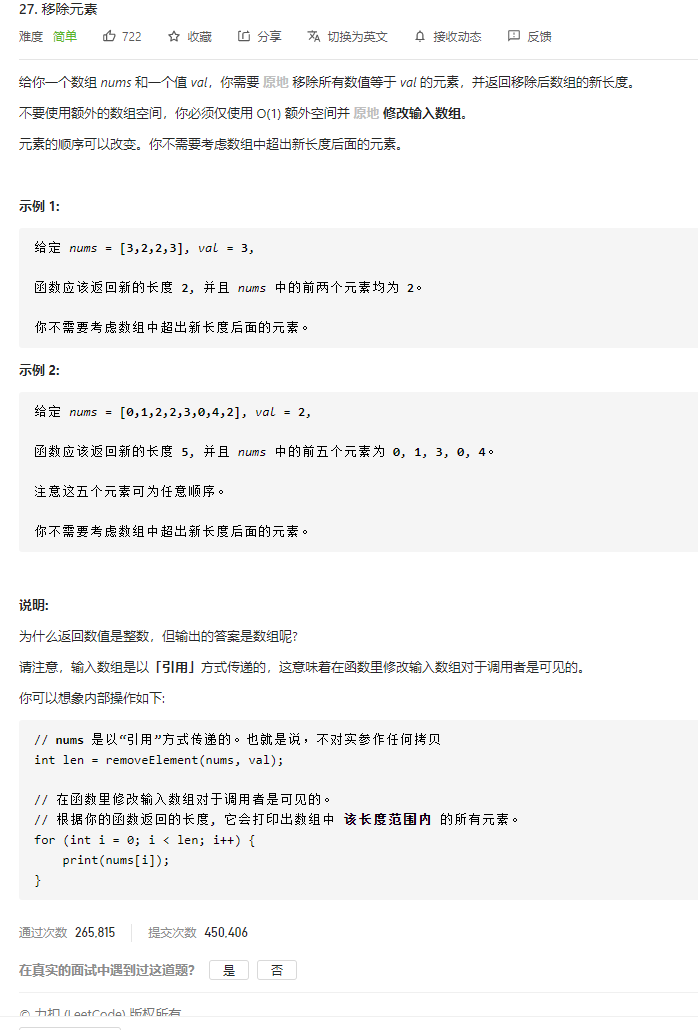 27. 移除元素
难度 简单 722 收藏 分享 切换为英文 接收动态 反馈
给你一个数组 nums 和一个值 val，你需要 原地 移除所有数值等于 val 的元素，并返回移除后数组的新长度。
不要使用额外的数组空间，你必须仅使用 O(1) 额外空间并 原地 修改输入数组。
元素的顺序可以改变。你不需要考虑数组中超出新长度后面的元素。
示例 1:
给定 nums = [3,2,2,3], val = 3,
函数应该返回新的长度 2, 并且 nums 中的前两个元素均为 2。
你不需要考虑数组中超出新长度后面的元素。
示例 2:
给定 nums = [0,1,2,2,3,0,4,2], val = 2,
函数应该返回新的长度 5, 并且 nums 中的前五个元素为 0, 1, 3, 0, 4。
注意这五个元素可为任意顺序。
你不需要考虑数组中超出新长度后面的元素。
说明:
为什么返回数值是整数，但输出的答案是数组呢?
请注意，输入数组是以「引用」方式传递的，这意味着在函数里修改输入数组对于调用者是可见的。
你可以想象内部操作如下:
// nums 是以“引用”方式传递的。也就是说，不对实参作任何拷贝
int len = removeElement(nums, val);
// 在函数里修改输入数组对于调用者是可见的。
// 根据你的函数返回的长度, 它会打印出数组中 该长度范围内 的所有元素。
for (int i = 0; i < len; i++) {
    print(nums[i]);
}
通过次数 265,815 提交次数 450,406
在真实的面试中遇到过这道题? 是 否
© 力扣 (LeetCode) 版权所有